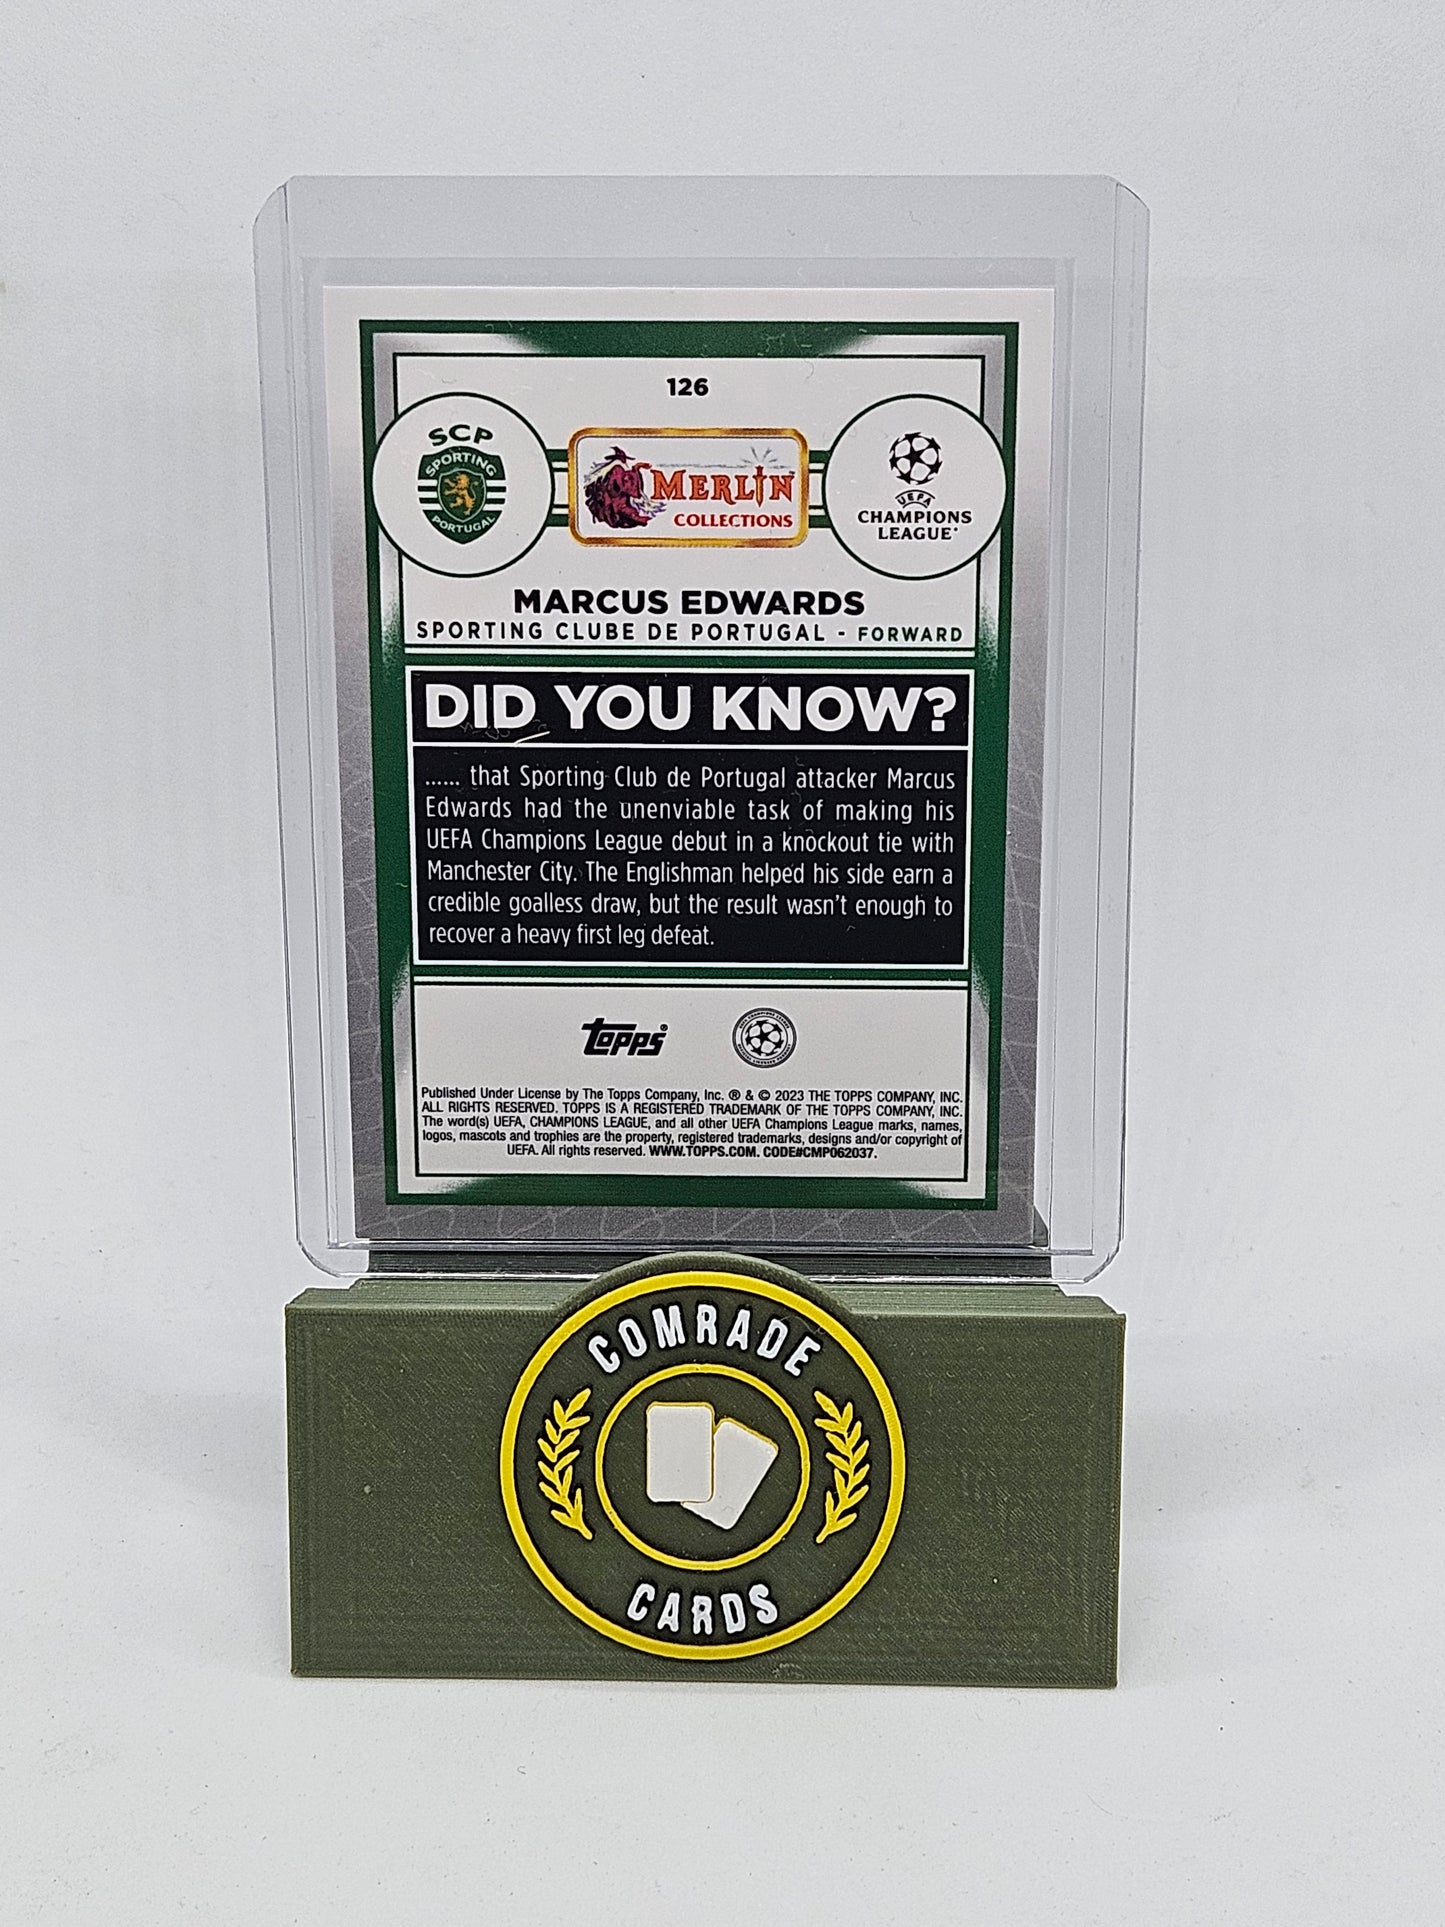 126
SCP
SPORTING
PORTUGAL
MERLIN™
COLLECTIONS
UEFA
CHAMPIONS
LEAGUE®
MARCUS EDWARDS
SPORTING CLUBE DE PORTUGAL - FORWARD
DID YOU KNOW?
...... that Sporting Club de Portugal attacker Marcus
Edwards had the unenviable task of making his
UEFA Champions League debut in a knockout tie with
Manchester City. The Englishman helped his side earn a
credible goalless draw, but the result wasn't enough to
recover a heavy first leg defeat.
Topps®
Published Under License by The Topps Company, Inc. ® & © 2023 THE TOPPS COMPANY, INC.
ALL RIGHTS RESERVED. TOPPS IS A REGISTERED TRADEMARK OF THE TOPPS COMPANY, INC.
The word(s) UEFA, CHAMPIONS LEAGUE, and all other UEFA Champions League marks, names,
logos, mascots and trophies are the property, registered trademarks, designs and/or copyright of
UEFA. All rights reserved. WWW.TOPPS.COM. CODE#CMP062037.
COMRADE
CARDS